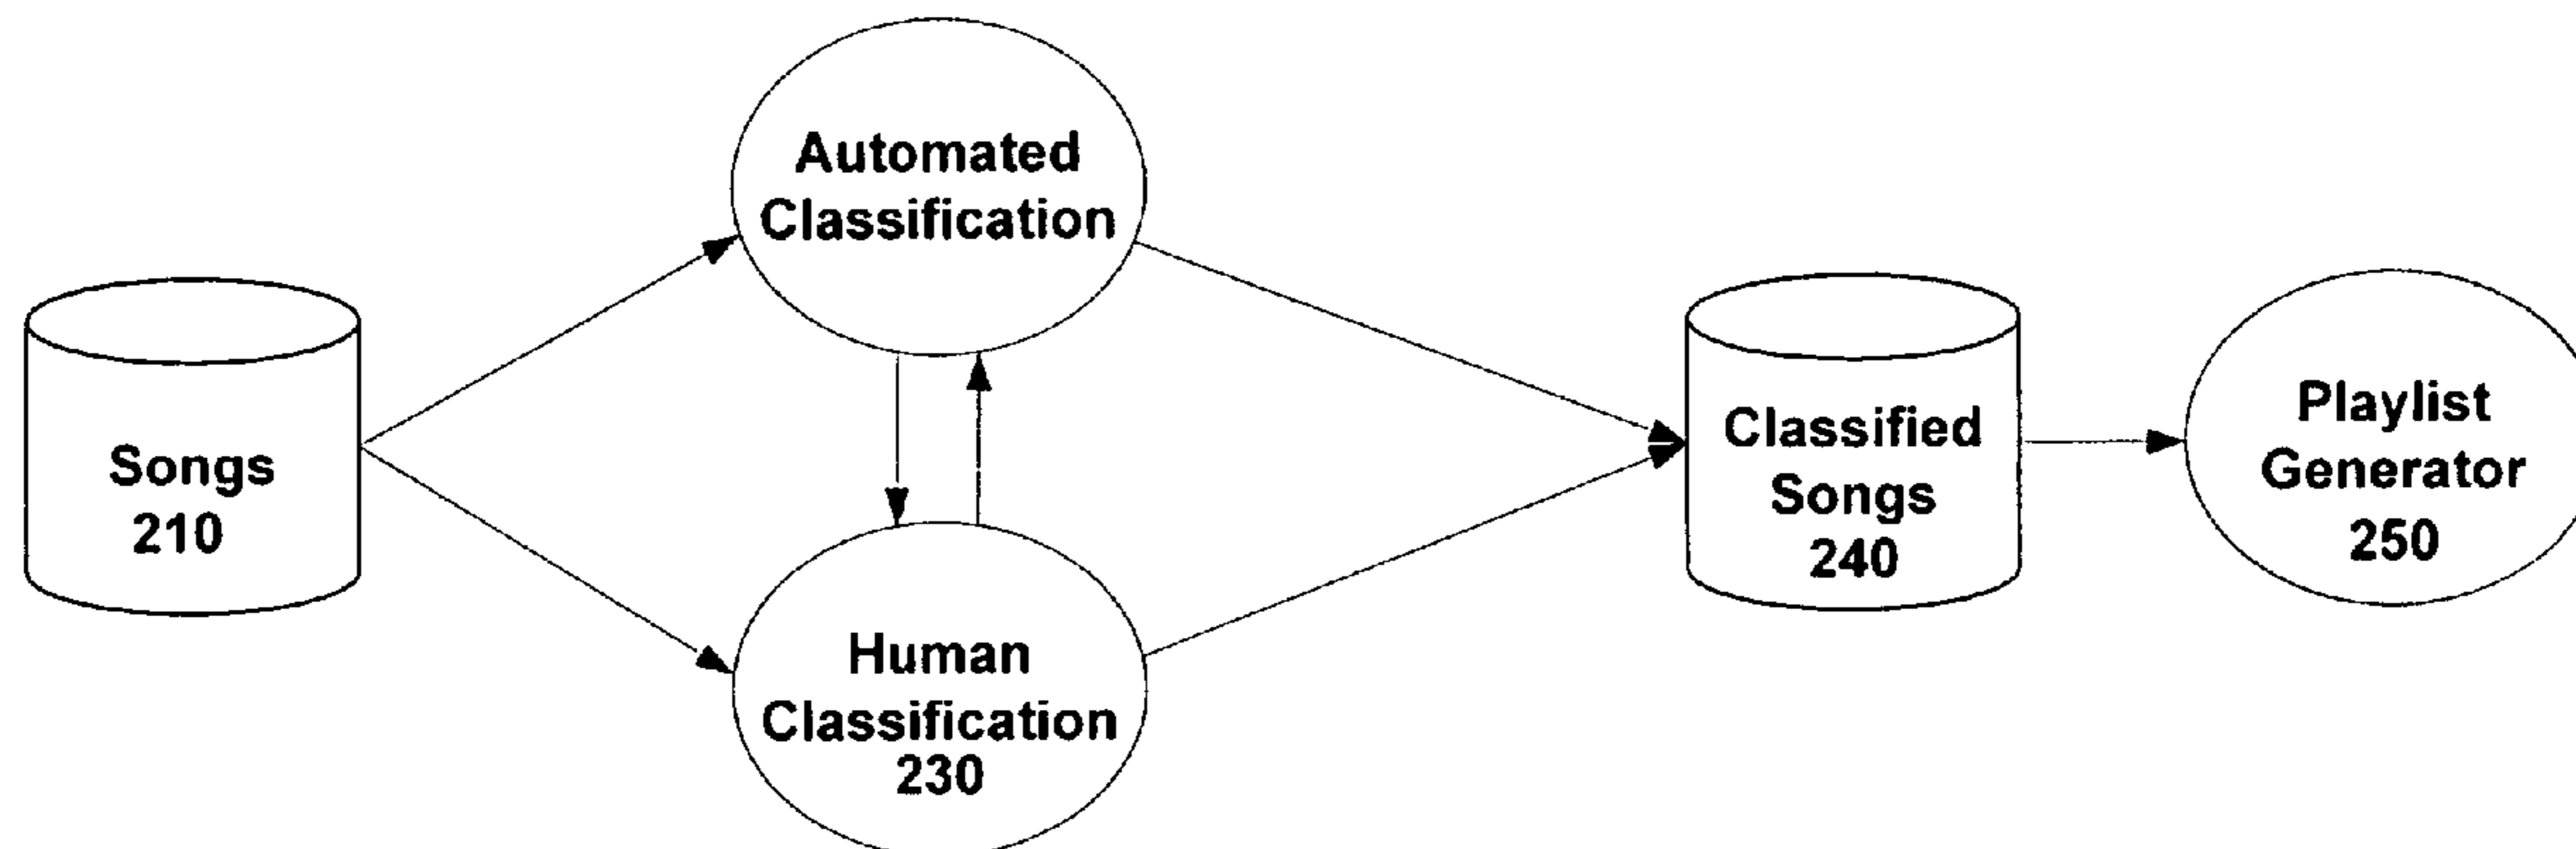 Songs
210
Automated
Classification
Human
Classification
230
Classified
Songs
240
Playlist
Generator
250